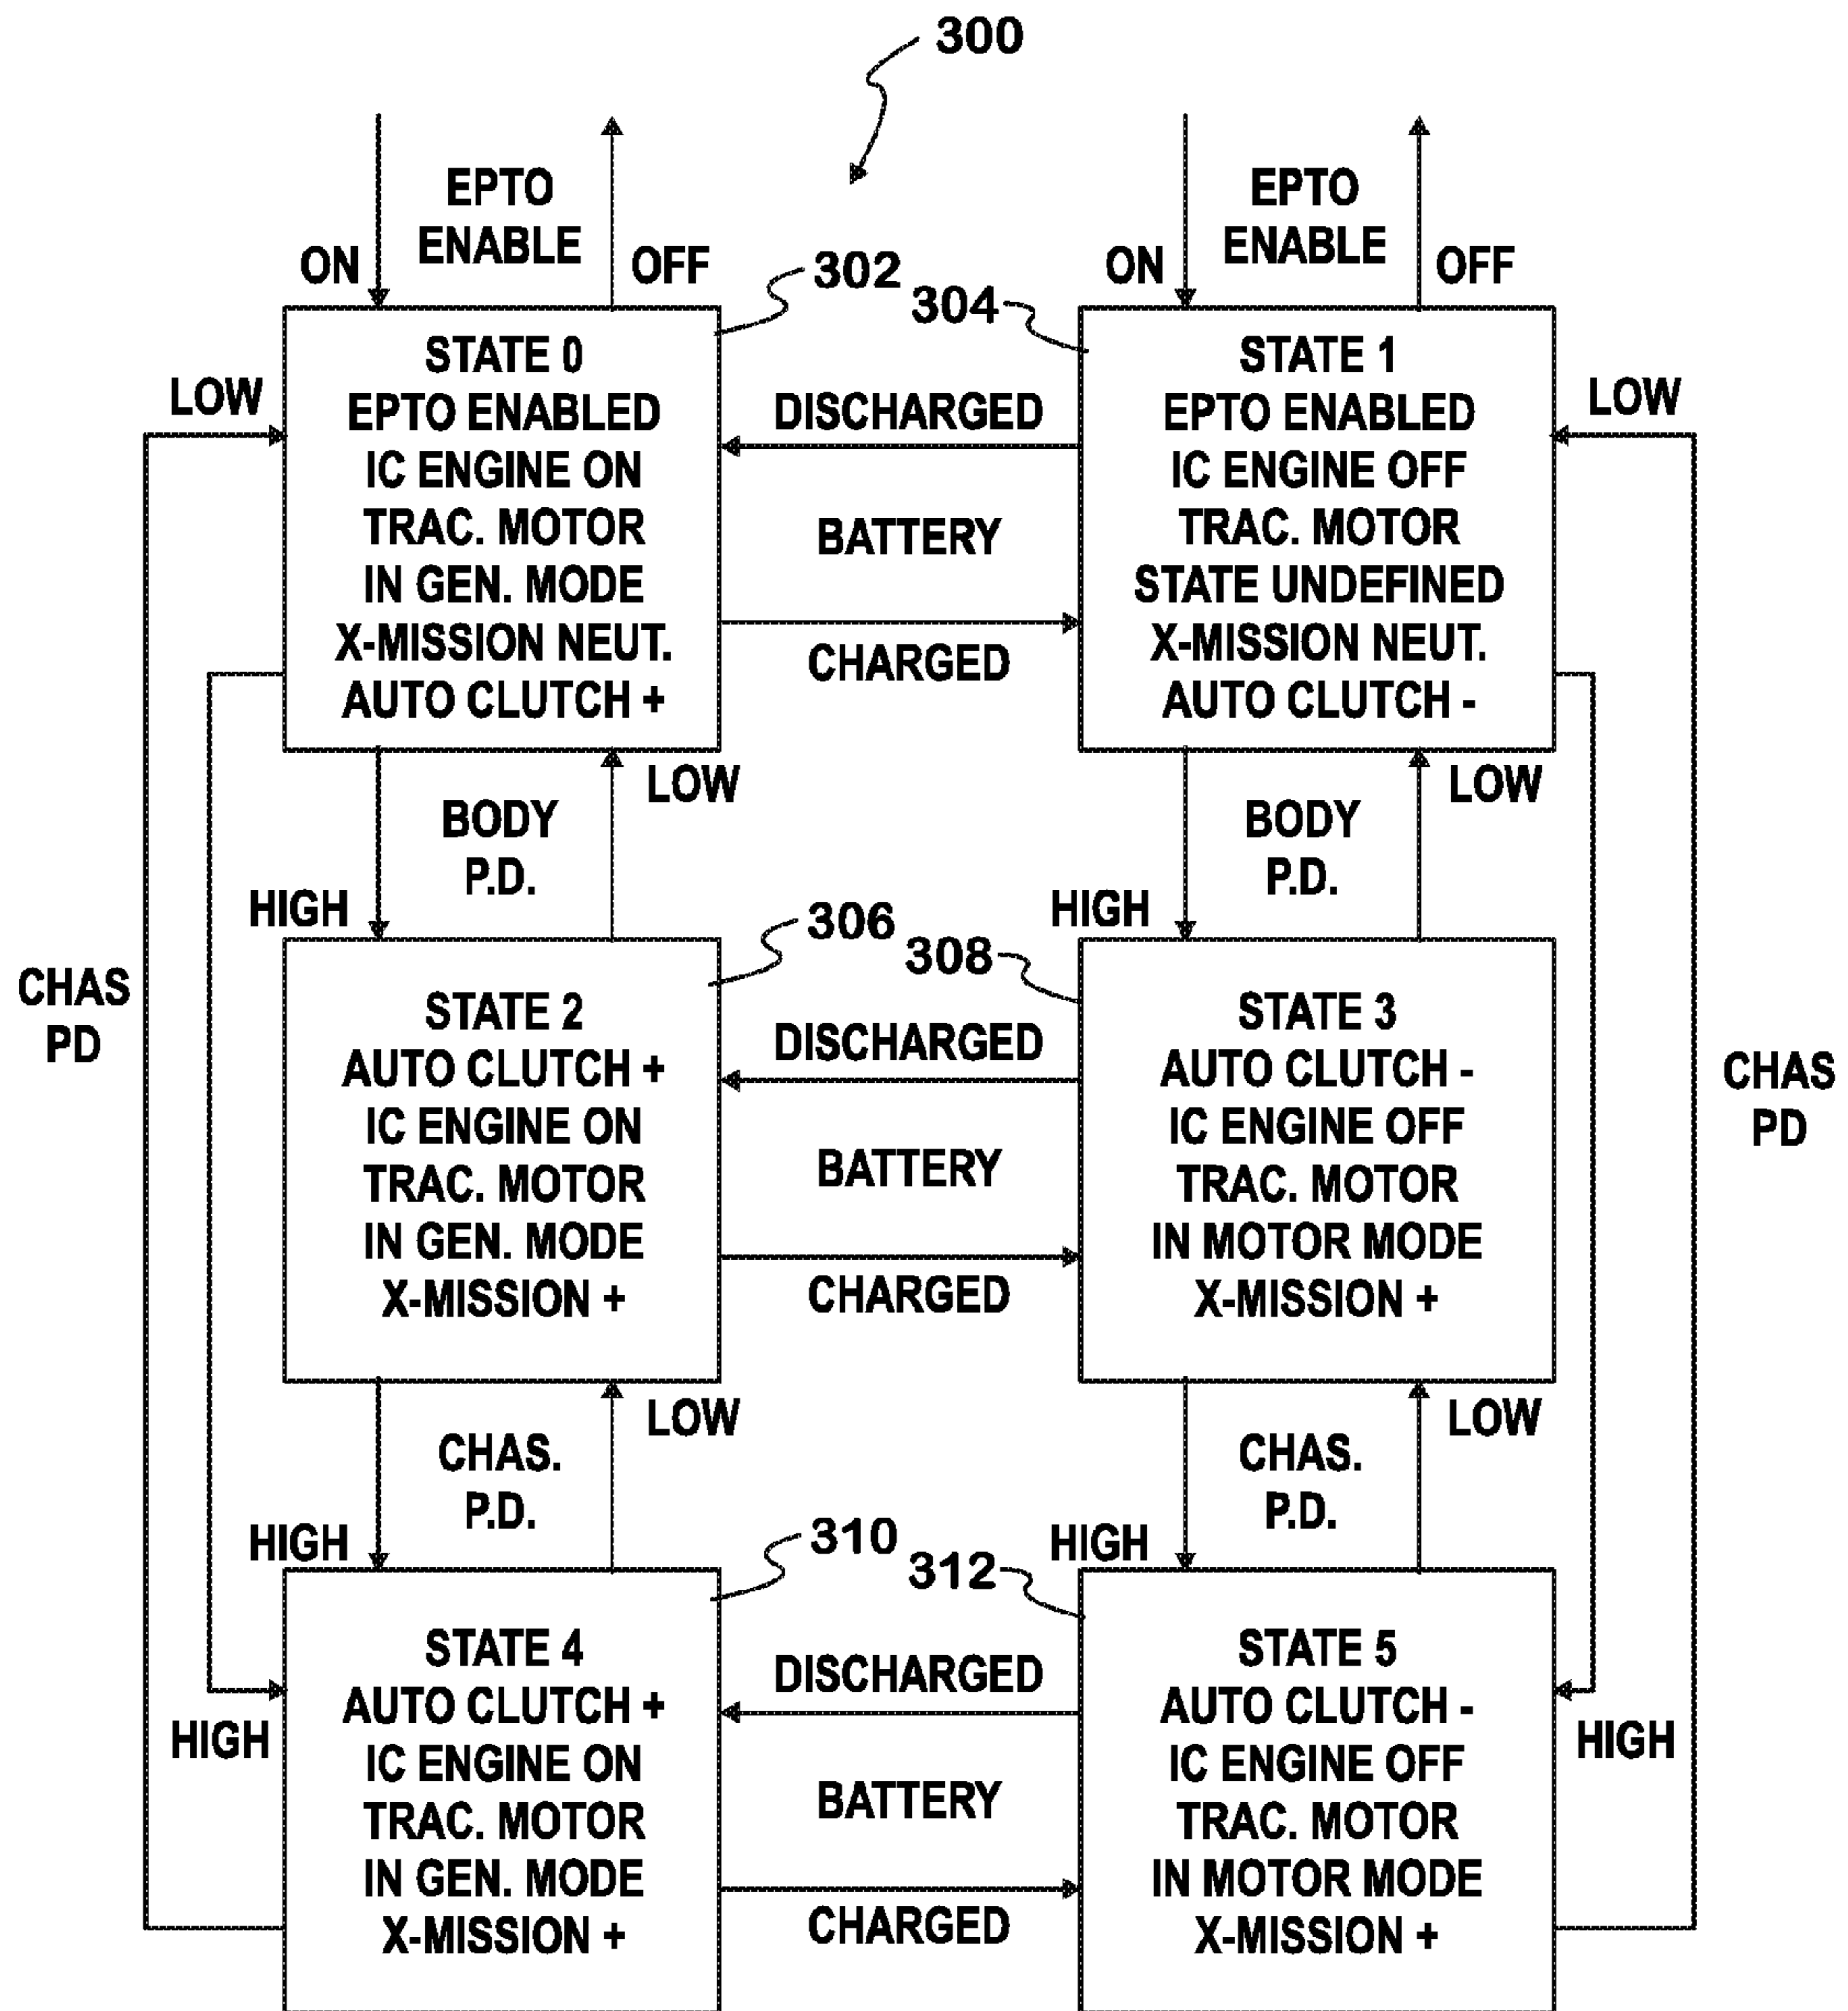 300
EPTO
ENABLE
ON
OFF
EPTO
ENABLE
ON
OFF
302
304
STATE 0
EPTO ENABLED
IC ENGINE ON
TRAC. MOTOR
IN GEN. MODE
X-MISSION NEUT.
AUTO CLUTCH +
LOW
DISCHARGED
BATTERY
CHARGED
STATE 1
EPTO ENABLED
IC ENGINE OFF
TRAC. MOTOR
STATE UNDEFINED
X-MISSION NEUT.
AUTO CLUTCH -
LOW
LOW
BODY
P.D.
HIGH
LOW
BODY
P.D.
HIGH
306
308
CHAS
PD
STATE 2
AUTO CLUTCH +
IC ENGINE ON
TRAC. MOTOR
IN GEN. MODE
X-MISSION +
DISCHARGED
BATTERY
CHARGED
STATE 3
AUTO CLUTCH -
IC ENGINE OFF
TRAC. MOTOR
IN MOTOR MODE
X-MISSION +
CHAS
PD
LOW
CHAS.
P.D.
HIGH
LOW
CHAS.
P.D.
HIGH
310
312
STATE 4
AUTO CLUTCH +
IC ENGINE ON
TRAC. MOTOR
IN GEN. MODE
X-MISSION +
HIGH
DISCHARGED
BATTERY
CHARGED
STATE 5
AUTO CLUTCH -
IC ENGINE OFF
TRAC. MOTOR
IN MOTOR MODE
X-MISSION +
HIGH